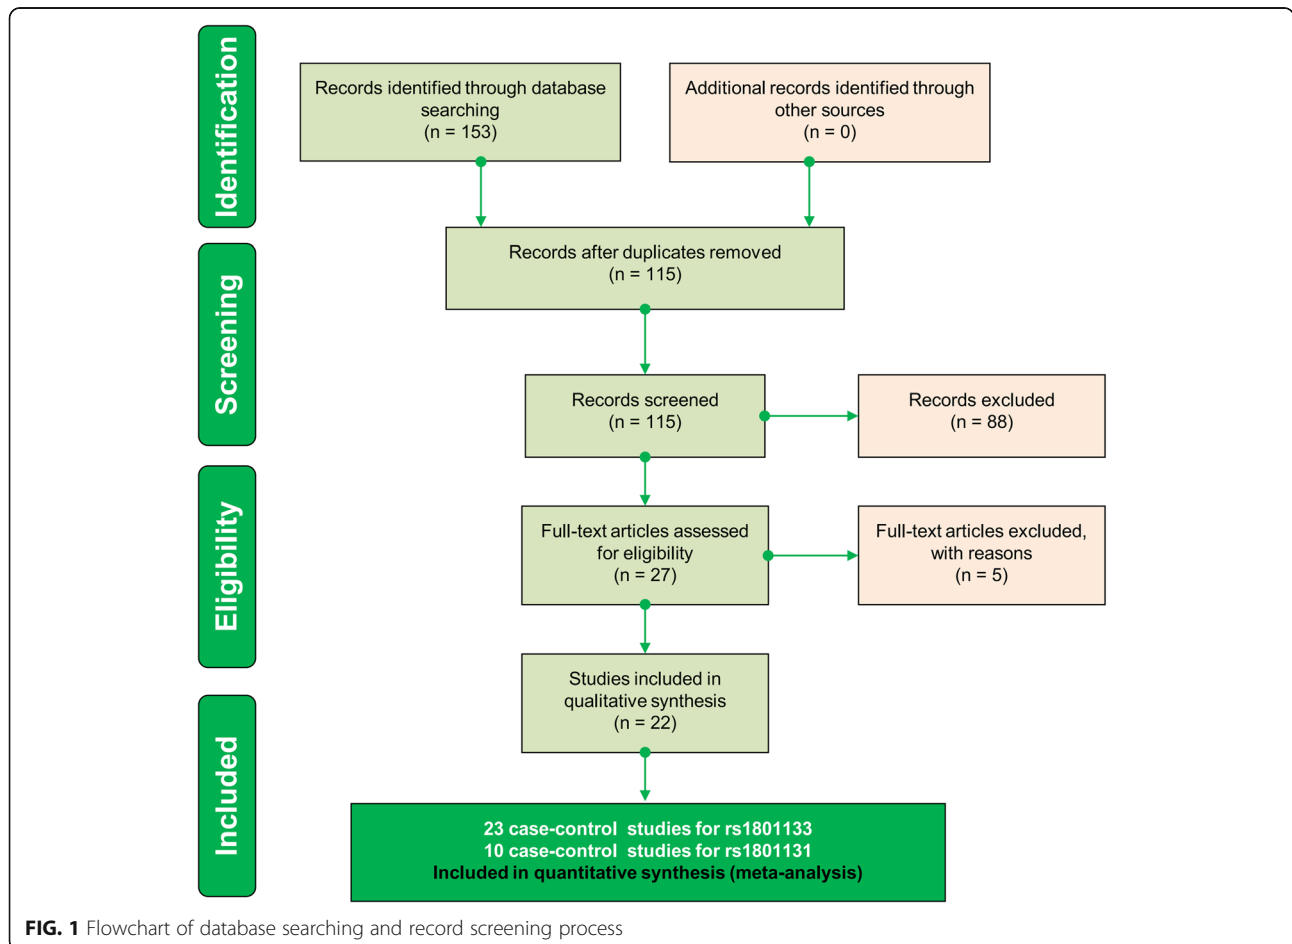 Identification
Records identified through database
searching
(n = 153)
Additional records identified through
other sources
(n = 0)
Screening
Records after duplicates removed
(n = 115)
Records screened
(n = 115)
Records excluded
(n = 88)
Eligibility
Full-text articles assessed
for eligibility
(n = 27)
Full-text articles excluded,
with reasons
(n = 5)
Studies included in
qualitative synthesis
(n = 22)
Included
23 case-control studies for rs1801133
10 case-control studies for rs1801131
Included in quantitative synthesis (meta-analysis)
FIG. 1 Flowchart of database searching and record screening process